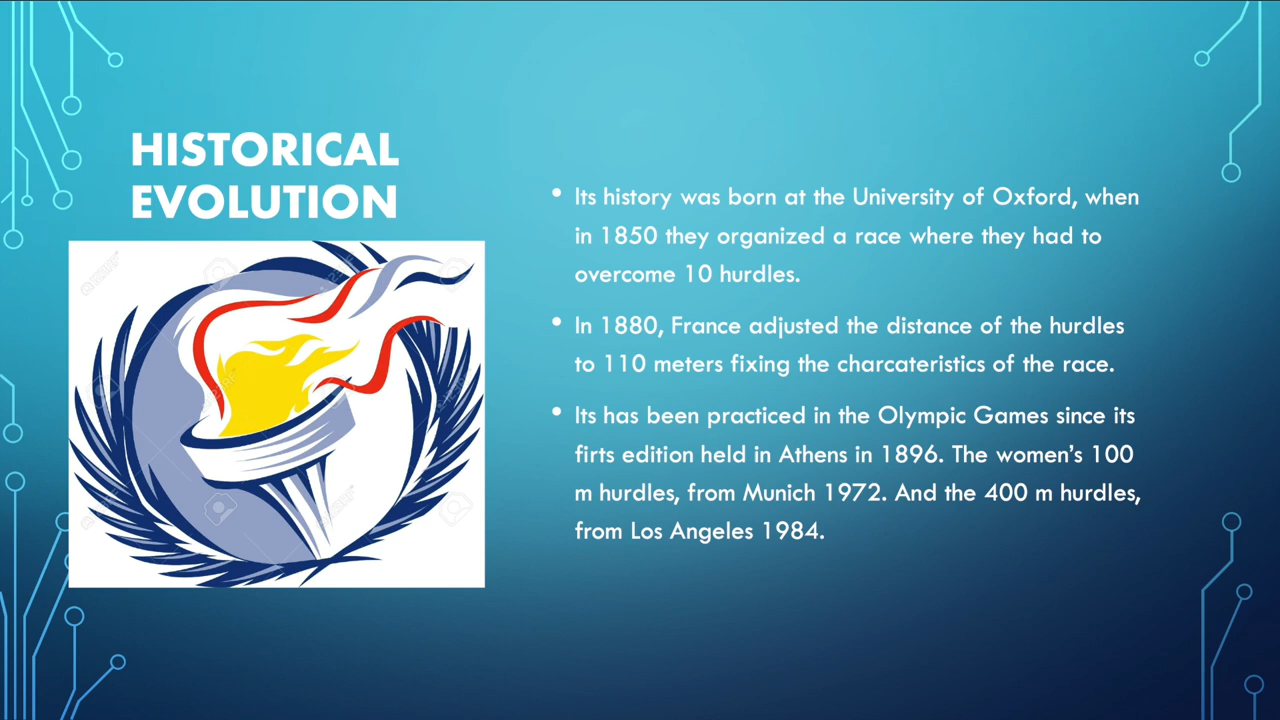 HISTORICAL
EVOLUTION
• Its history was born at the University of Oxford, when
in 1850 they organized a race where they had to
overcome 10 hurdles.
• In 1880, France adjusted the distance of the hurdles
to 110 meters fixing the charcateristics of the race.
• Its has been practiced in the Olympic Games since its
firts edition held in Athens in 1896. The women’s 100
m hurdles, from Munich 1972. And the 400 m hurdles,
from Los Angeles 1984.